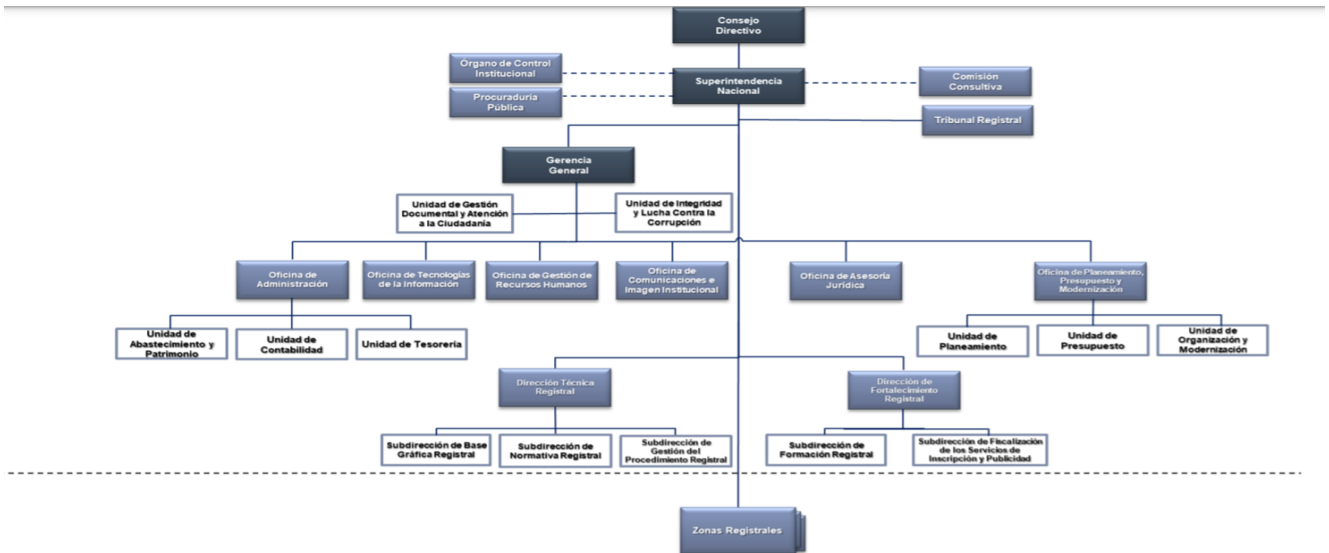 Consejo
Directivo
Órgano de Control
Institucional
Superintendencia
Nacional
Comisión
Consultiva
Procuraduría
Pública
Tribunal Registral
Gerencia
General
Unidad de Gestión
Documental y Atención
a la Ciudadanía
Unidad de Integridad
y Lucha Contra la
Corrupción
Oficina de
Administración
Oficina de Tecnologías
de la Información
Oficina de Gestión de
Recursos Humanos
Oficina de
Comunicaciones e
Imagen Institucional
Oficina de Asesoría
Jurídica
Oficina de Planeamiento,
Presupuesto y
Modernización
Unidad de
Abastecimiento y
Patrimonio
Unidad de
Contabilidad
Unidad de Tesorería
Unidad de
Planeamiento
Unidad de
Presupuesto
Unidad de
Organización y
Modernización
Dirección Técnica
Registral
Dirección de
Fortalecimiento
Registral
Subdirección de Base
Gráfica Registral
Subdirección de
Normativa Registral
Subdirección de
Gestión del
Procedimiento Registral
Subdirección de
Formación Registral
Subdirección de Fiscalización
de los Servicios de
Inscripción y Publicidad
Zonas Registrales